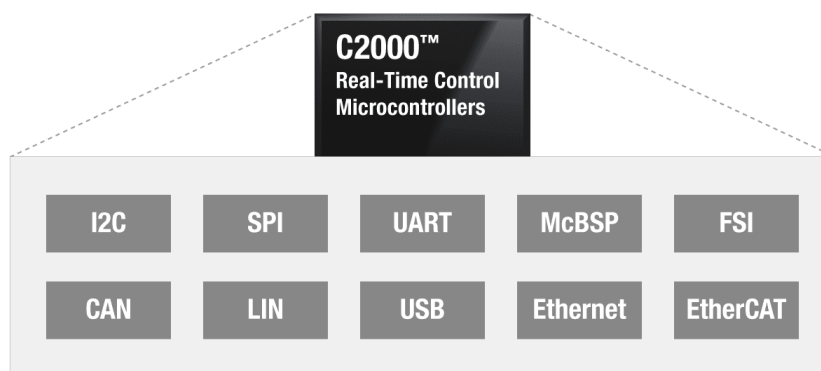 C2000™
Real-Time Control
Microcontrollers
I2C SPI UART McBSP FSI
CAN LIN USB Ethernet EtherCAT